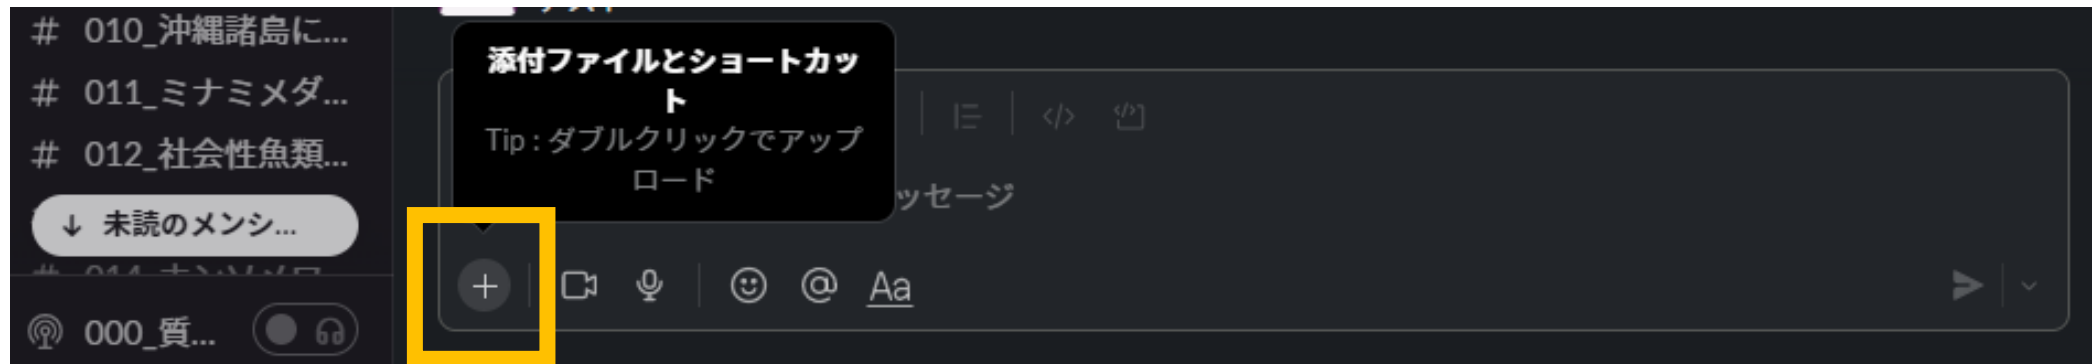 # 010_沖縄諸島に...
# 011_ミナミメダ...
# 012_社会性魚類...
↓ 未読のメンシ...
000_質...
添付ファイルとショートカッ
ト
Tip : ダブルクリックでアップ
ロード
ッセージ
Aa